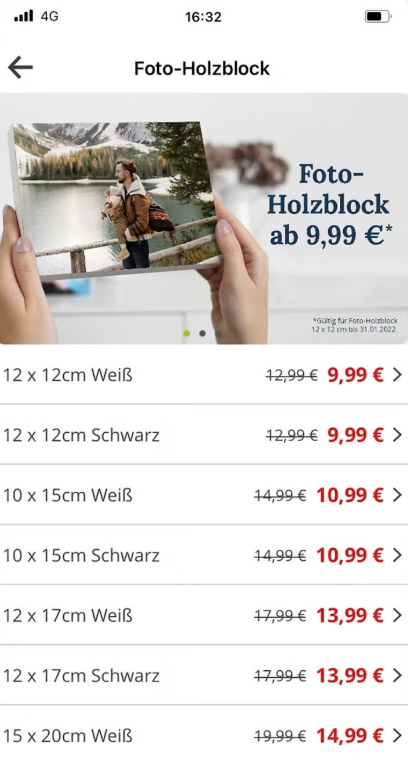 4G 16:32
Foto-Holzblock
Foto-
Holzblock
ab 9,99 €*
*Gültig für Foto-Holzblock
12 x 12 cm bis 31.01.2022.
12 x 12cm Weiß 12,99 € 9,99 €
12 x 12cm Schwarz 12,99 € 9,99 €
10 x 15cm Weiß 14,99 € 10,99 €
10 x 15cm Schwarz 14,99 € 10,99 €
12 x 17cm Weiß 17,99 € 13,99 €
12 x 17cm Schwarz 17,99 € 13,99 €
15 x 20cm Weiß 19,99 € 14,99 €